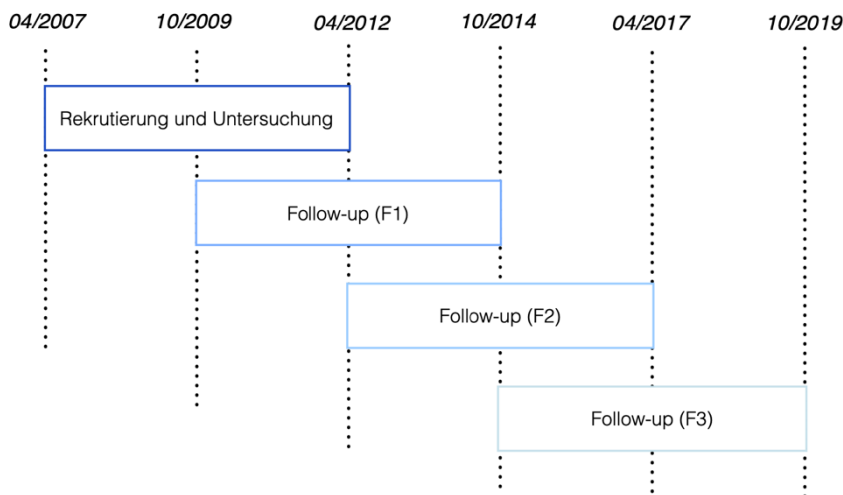 04/2007 10/2009 04/2012 10/2014 04/2017 10/2019
Rekrutierung und Untersuchung
Follow-up (F1)
Follow-up (F2)
Follow-up (F3)